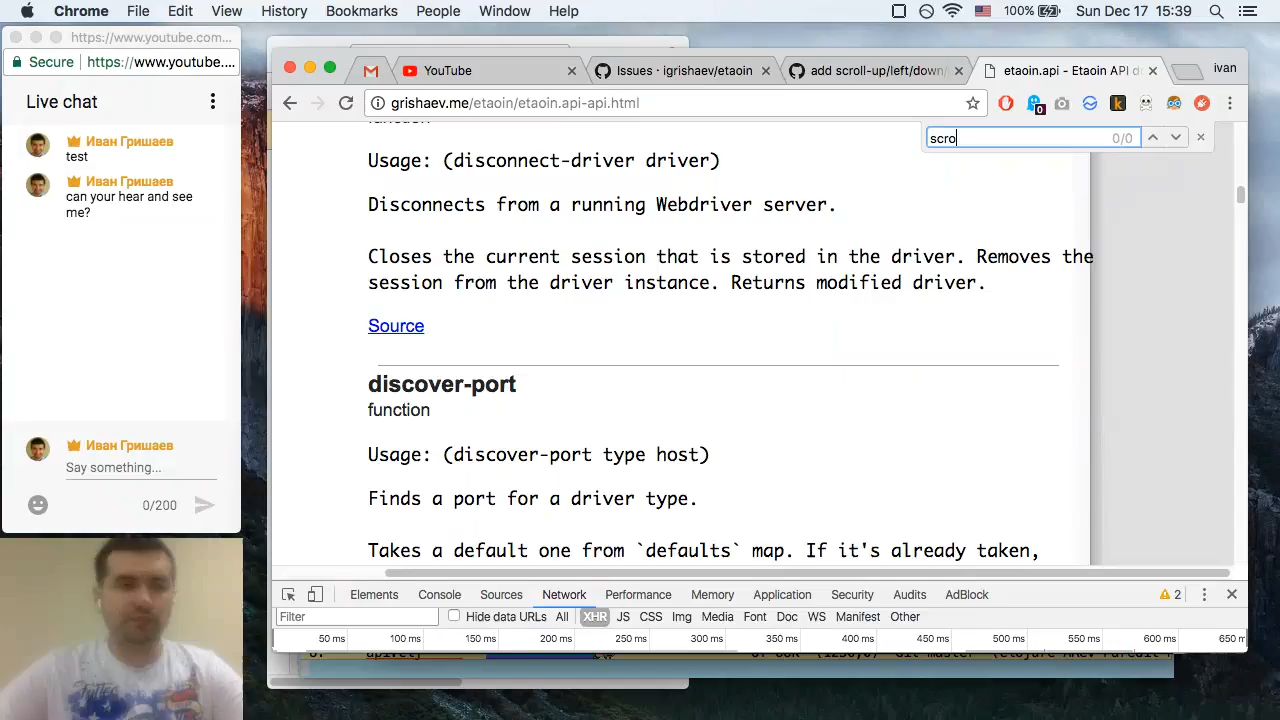 Chrome File Edit View History Bookmarks People Window Help 100% Sun Dec 17 15:39
https://www.youtube.com...
Secure https://www.youtube....
Live chat
Иван Гришаев
test
Иван Гришаев
can your hear and see
me?
Иван Гришаев
Say something...
0/200
YouTube
Issues · igrishaev/etaoin
add scroll-up/left/down
etaoin.api - Etaoin API do
ivan
grishaev.me/etaoin/etaoin.api-api.html
0
scro 0/0
function
Usage: (disconnect-driver driver)
Disconnects from a running Webdriver server.
Closes the current session that is stored in the driver. Removes the
session from the driver instance. Returns modified driver.
Source
discover-port
function
Usage: (discover-port type host)
Finds a port for a driver type.
Takes a default one from `defaults` map. If it's already taken,
Elements Console Sources Network Performance Memory Application Security Audits AdBlock 2
Filter Hide data URLs All XHR JS CSS Img Media Font Doc WS Manifest Other
50 ms 100 ms 150 ms 200 ms 250 ms 300 ms 350 ms 400 ms 450 ms 500 ms 550 ms 600 ms 650 m